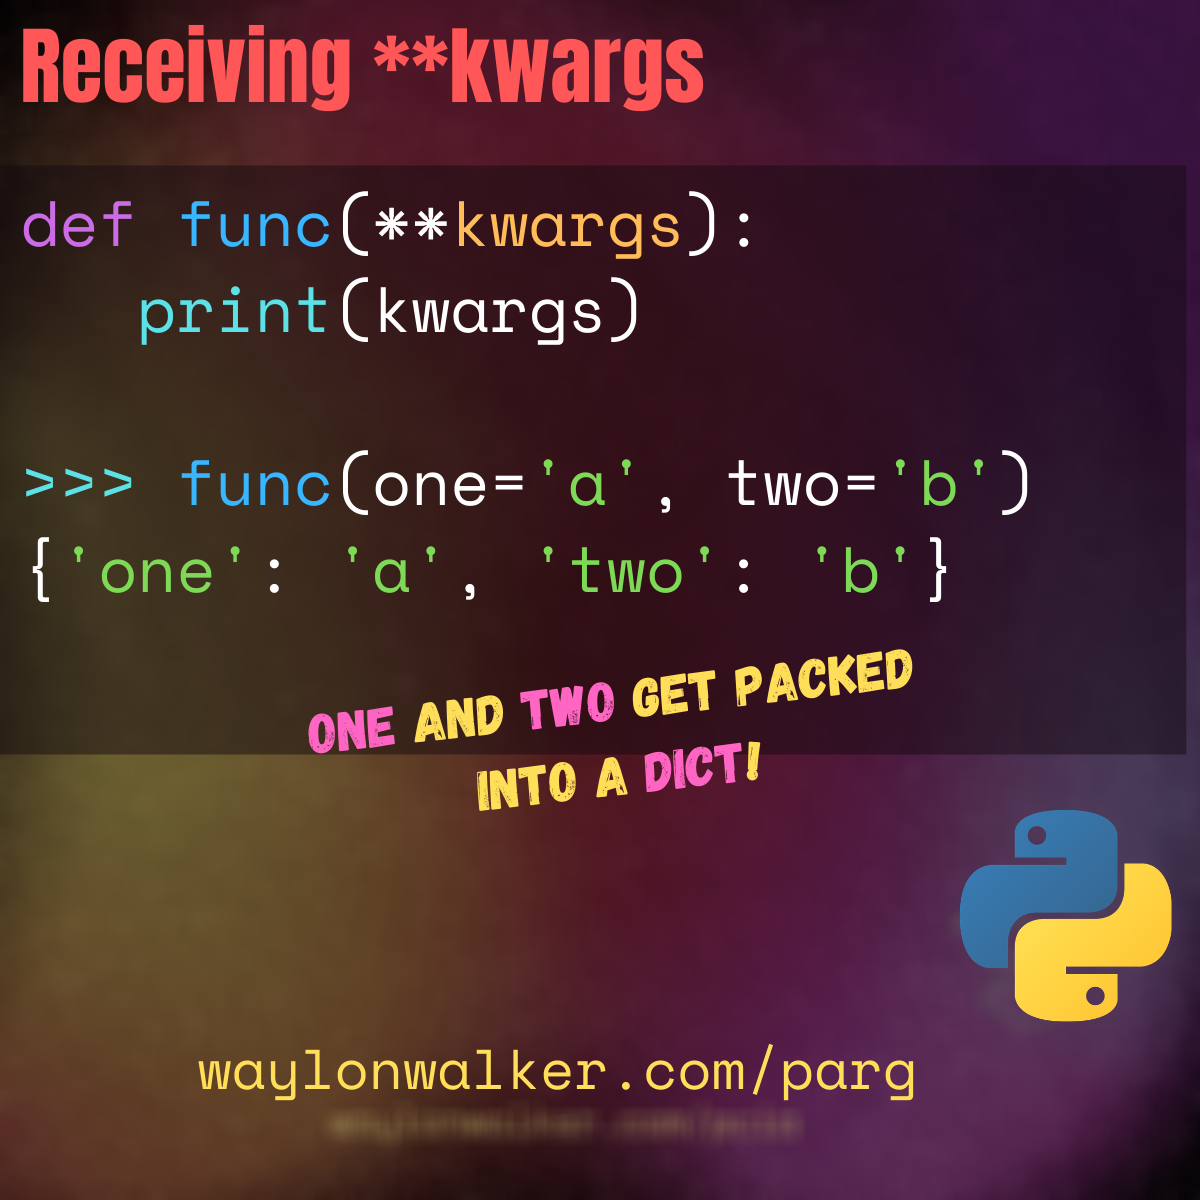 Receiving **kwargs
def func(**kwargs):
   print(kwargs)
>>> func(one='a', two='b')
{'one': 'a', 'two': 'b'}
ONE AND TWO GET PACKED
INTO A DICT!
waylonwalker.com/parg